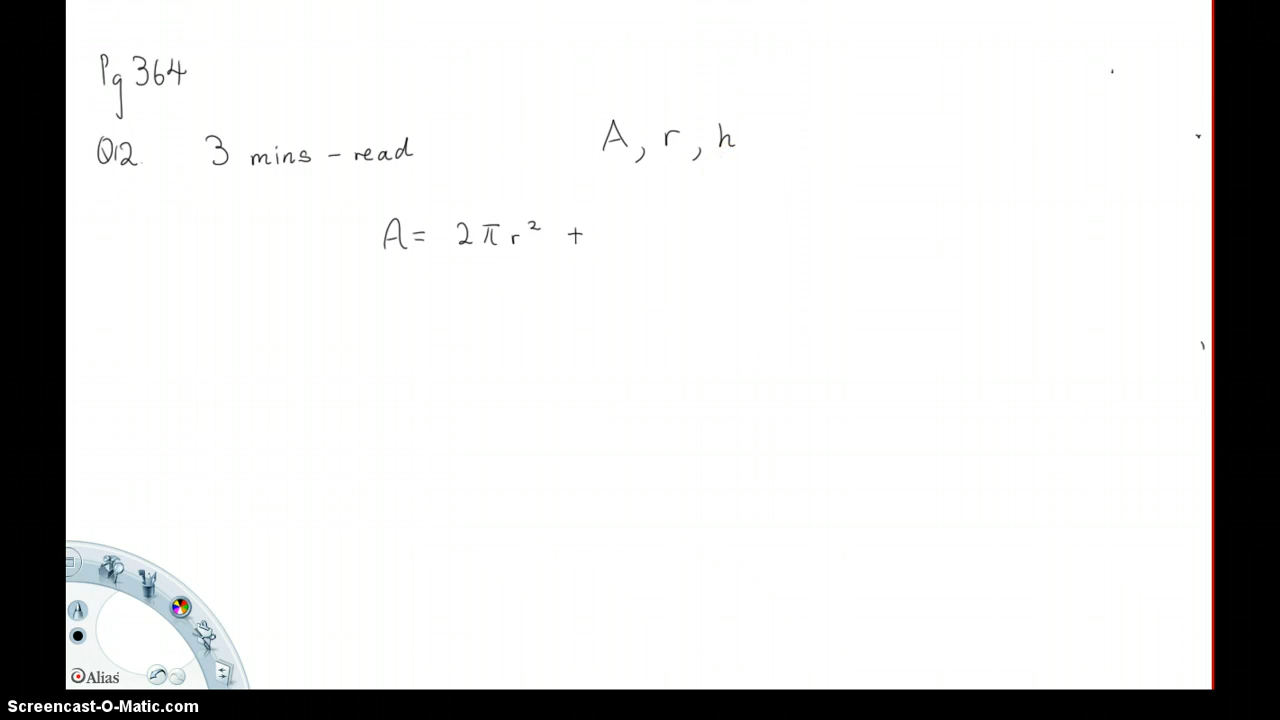 Pg 364
Q12. 3 mins - read
A, r, h
A = 2πr² +
Alias
Screencast-O-Matic.com